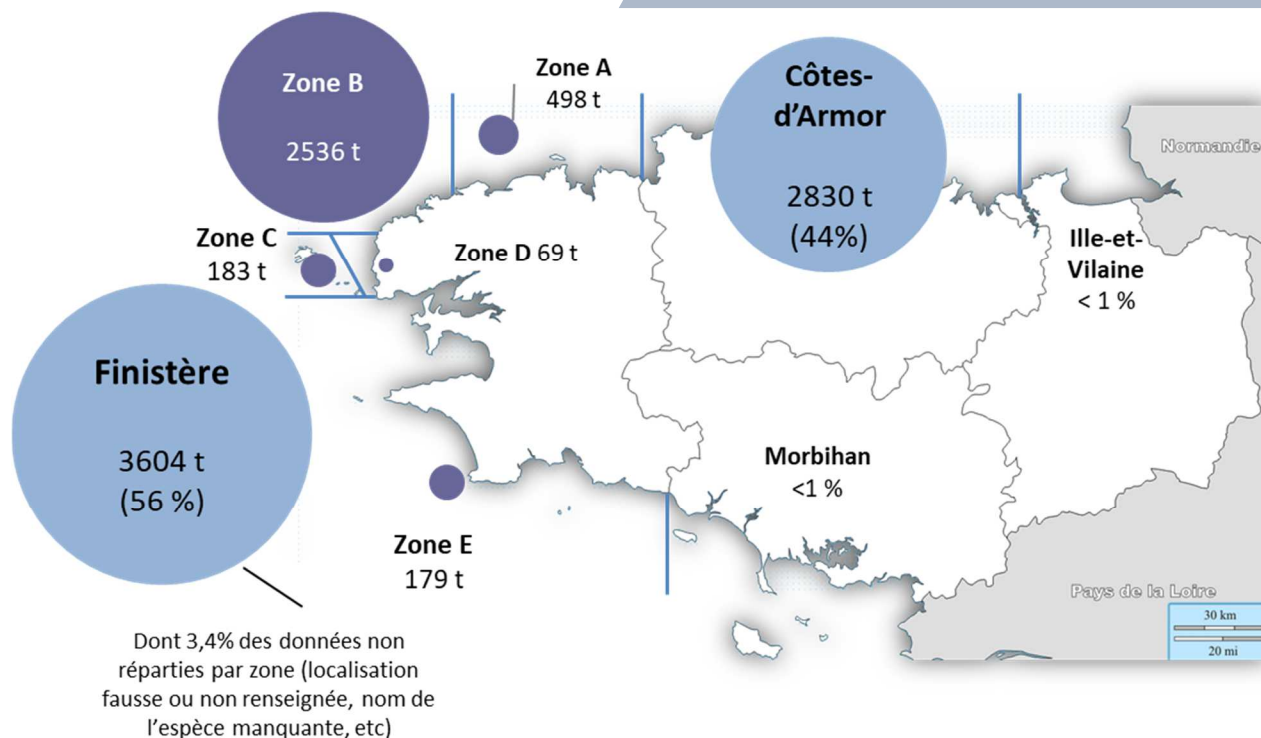 Zone B
2536 t
Zone A
498 t
Côtes-
d’Armor
2830 t
(44%)
Normandie
Zone C
183 t
Zone D 69 t
Ille-et-
Vilaine
< 1 %
Finistère
3604 t
(56 %)
Morbihan
<1 %
Zone E
179 t
Pays de la Loire
30 km
20 mi
Dont 3,4% des données non
réparties par zone (localisation
fausse ou non renseignée, nom de
l’espèce manquante, etc)